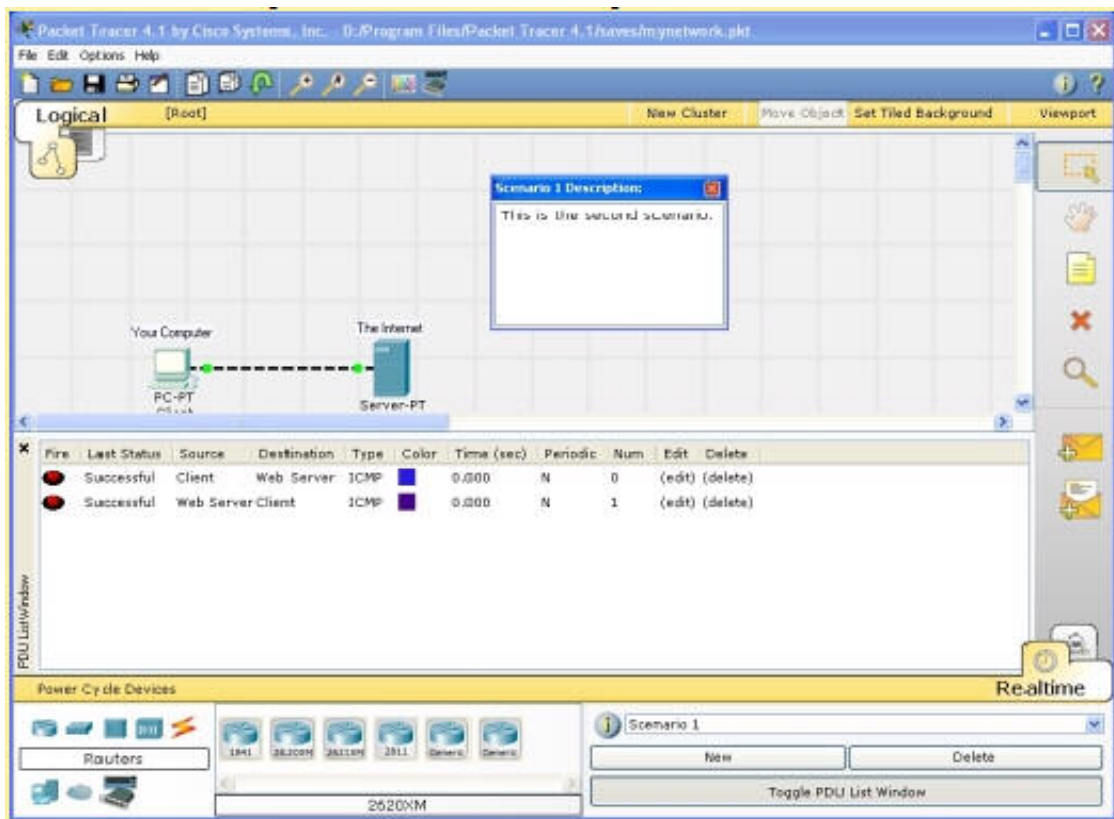 Packet Tracer 4.1 by Cisco Systems, Inc. - D:/Program Files/Packet Tracer 4.1/saves/mynetwork.pkt
File Edit Options Help
Logical [Root] New Cluster Move Object Set Tiled Background Viewport
Scenario 1 Description:
This is the second scenario.
Your Computer The Internet
PC-PT Server-PT
Client
Fire Last Status Source Destination Type Color Time (sec) Periodic Num Edit Delete
Successful Client Web Server ICMP 0.000 N 0 (edit) (delete)
Successful Web Server Client ICMP 0.000 N 1 (edit) (delete)
PDU List Window
Power Cycle Devices Realtime
Scenario 1
Routers 1841 2620XM 2621XM 2811 Generic Generic
New Delete
Toggle PDU List Window
2620XM